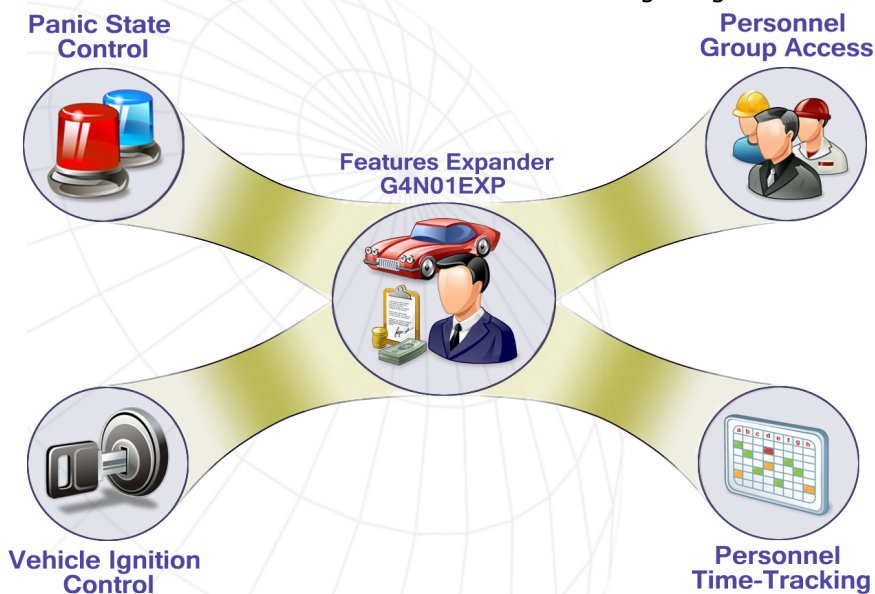 Panic State
Control
Personnel
Group Access
Features Expander
G4N01EXP
a b c d e f g h
Vehicle Ignition
Control
Personnel
Time-Tracking